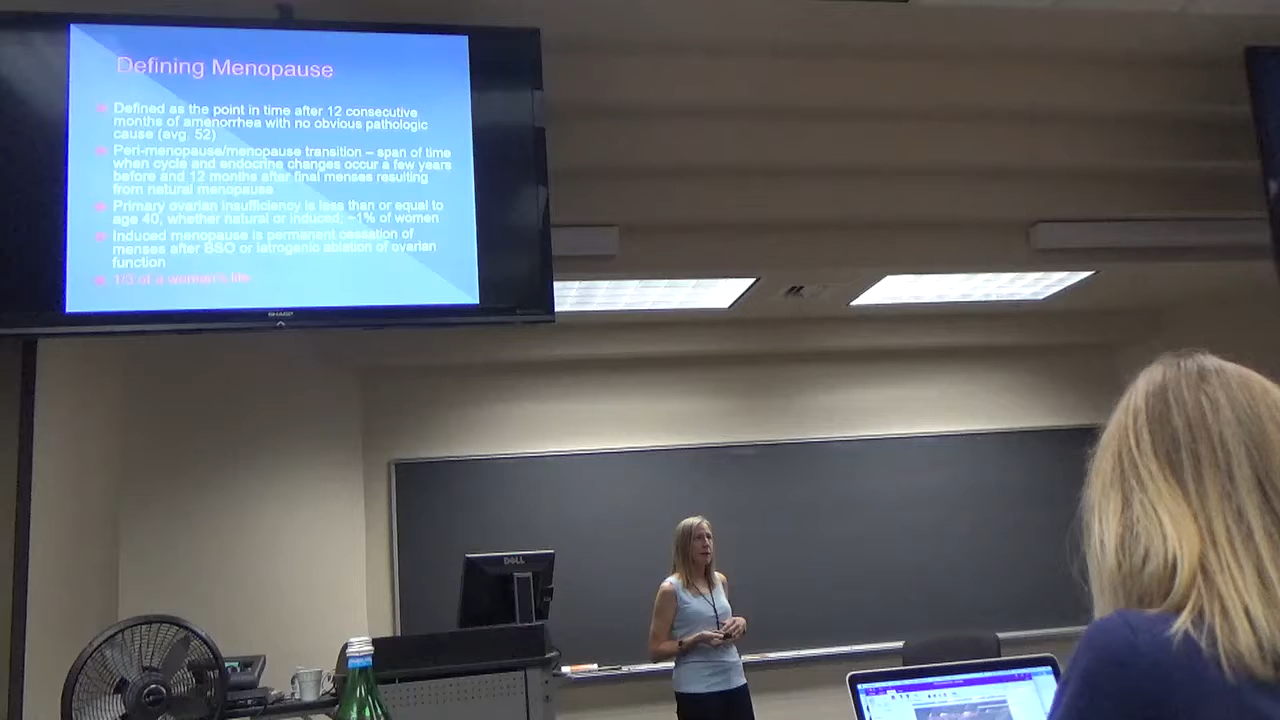 Defining Menopause
Defined as the point in time after 12 consecutive
months of amenorrhea with no obvious pathologic
cause (avg. 52)
Peri-menopause/menopause transition – span of time
when cycle and endocrine changes occur a few years
before and 12 months after final menses resulting
from natural menopause
Primary ovarian insufficiency is less than or equal to
age 40, whether natural or induced; ~1% of women
Induced menopause is permanent cessation of
menses after BSO or iatrogenic ablation of ovarian
function
1/3 of a woman's life
SHARP
DELL